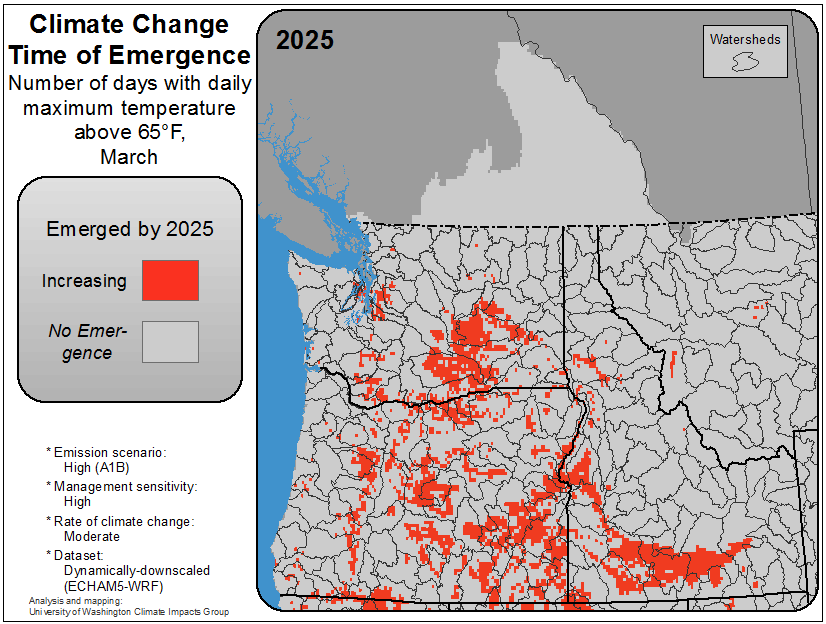 Climate Change
Time of Emergence
Number of days with daily
maximum temperature
above 65°F,
March
Emerged by 2025
Increasing
No Emer-
gence
* Emission scenario:
High (A1B)
* Management sensitivity:
High
* Rate of climate change:
Moderate
* Dataset:
Dynamically-downscaled
(ECHAM5-WRF)
Analysis and mapping:
University of Washington Climate Impacts Group
2025
Watersheds